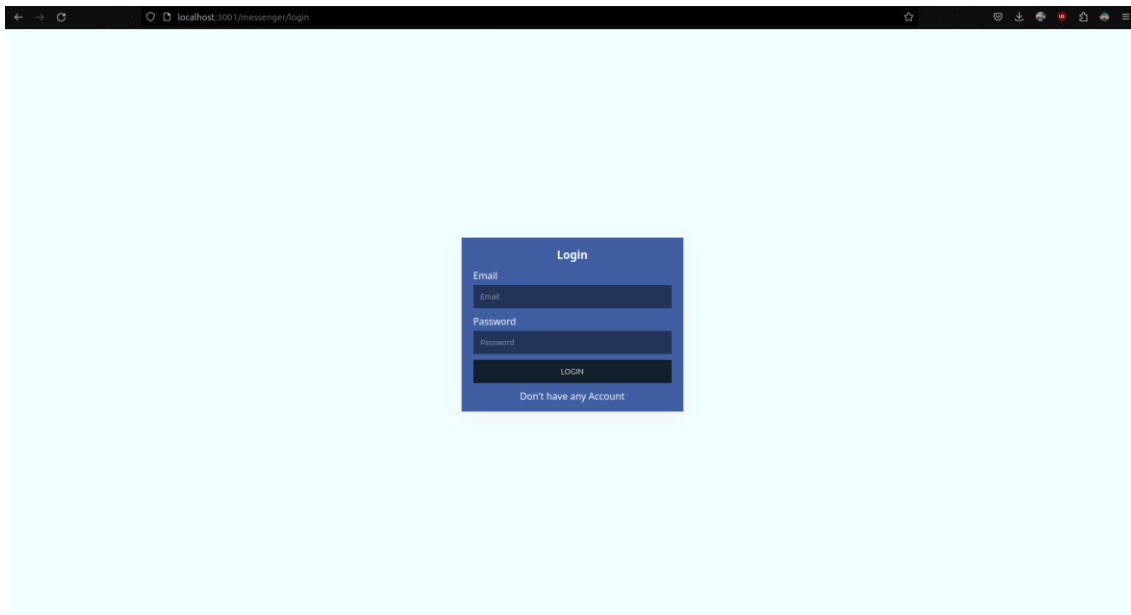 localhost:3001/messenger/login
Login
Email
Email
Password
Password
LOGIN
Don't have any Account